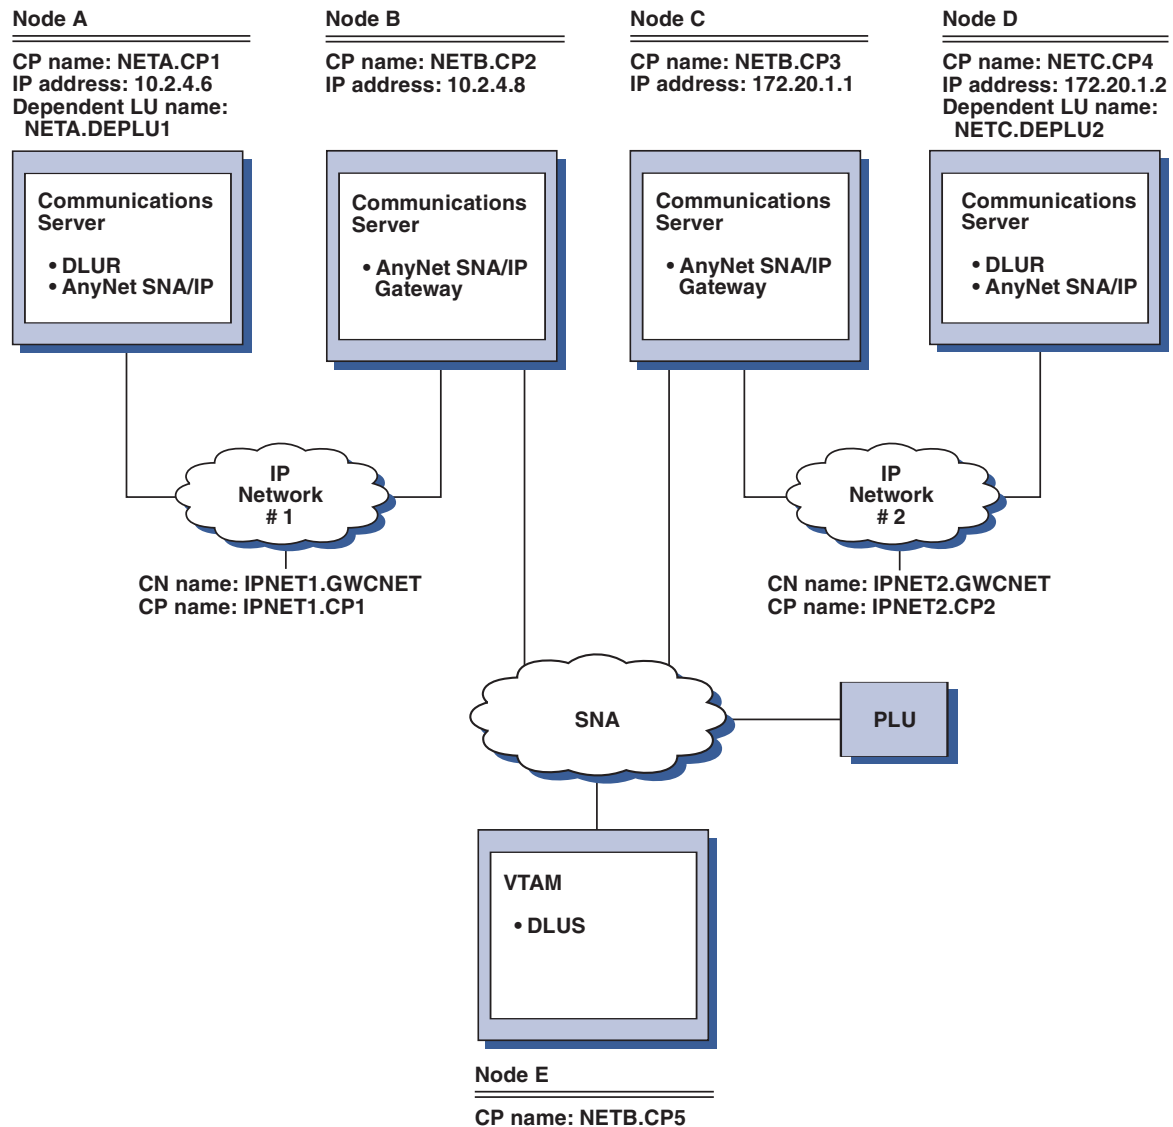 Node A
CP name: NETA.CP1
IP address: 10.2.4.6
Dependent LU name:
NETA.DEPLU1
Communications
Server
• DLUR
• AnyNet SNA/IP
Node B
CP name: NETB.CP2
IP address: 10.2.4.8
Communications
Server
• AnyNet SNA/IP
Gateway
Node C
CP name: NETB.CP3
IP address: 172.20.1.1
Communications
Server
• AnyNet SNA/IP
Gateway
Node D
CP name: NETC.CP4
IP address: 172.20.1.2
Dependent LU name:
NETC.DEPLU2
Communications
Server
• DLUR
• AnyNet SNA/IP
IP
Network
# 1
CN name: IPNET1.GWCNET
CP name: IPNET1.CP1
IP
Network
# 2
CN name: IPNET2.GWCNET
CP name: IPNET2.CP2
SNA
PLU
VTAM
• DLUS
Node E
CP name: NETB.CP5